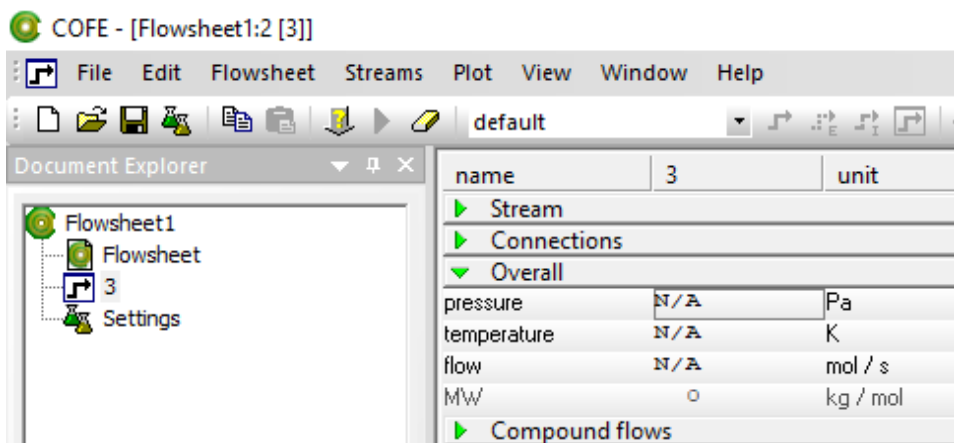 COFE - [Flowsheet1:2 [3]]
File Edit Flowsheet Streams Plot View Window Help
default
Document Explorer
Flowsheet1
Flowsheet
3
Settings
name 3 unit
Stream
Connections
Overall
pressure N/A Pa
temperature N/A K
flow N/A mol / s
MW 0 kg / mol
Compound flows